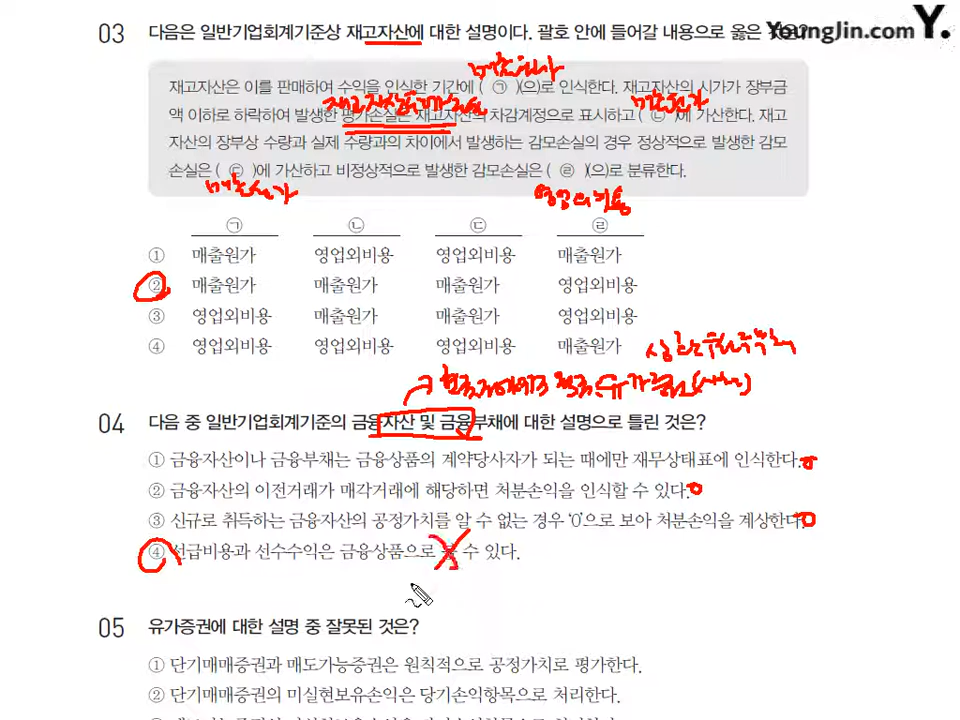 YoungJin.com Y.
03 다음은 일반기업회계기준상 재고자산에 대한 설명이다. 괄호 안에 들어갈 내용으로 옳은 것은?
매출원가
재고자산은 이를 판매하여 수익을 인식한 기간에 ( ㉠ )(으)로 인식한다. 재고자산의 시가가 장부금
매출원가
액 이하로 하락하여 발생한 평가손실은 재고자산의 차감계정으로 표시하고 ( ㉡ )에 가산한다. 재고
자산의 장부상 수량과 실제 수량과의 차이에서 발생하는 감모손실의 경우 정상적으로 발생한 감모
손실은 ( ㉢ )에 가산하고 비정상적으로 발생한 감모손실은 ( ㉣ )(으)로 분류한다.
매출원가 영업외비용
㉠ ㉡ ㉢ ㉣
① 매출원가 영업외비용 영업외비용 매출원가
② 매출원가 매출원가 매출원가 영업외비용
③ 영업외비용 매출원가 매출원가 영업외비용
④ 영업외비용 영업외비용 영업외비용 매출원가
04 다음 중 일반기업회계기준의 금융자산 및 금융부채에 대한 설명으로 틀린 것은?
① 금융자산이나 금융부채는 금융상품의 계약당사자가 되는 때에만 재무상태표에 인식한다.
② 금융자산의 이전거래가 매각거래에 해당하면 처분손익을 인식할 수 있다.
③ 신규로 취득하는 금융자산의 공정가치를 알 수 없는 경우 '0'으로 보아 처분손익을 계상한다.
④ 선급비용과 선수수익은 금융상품으로 볼 수 있다.
05 유가증권에 대한 설명 중 잘못된 것은?
① 단기매매증권과 매도가능증권은 원칙적으로 공정가치로 평가한다.
② 단기매매증권의 미실현보유손익은 당기손익항목으로 처리한다.